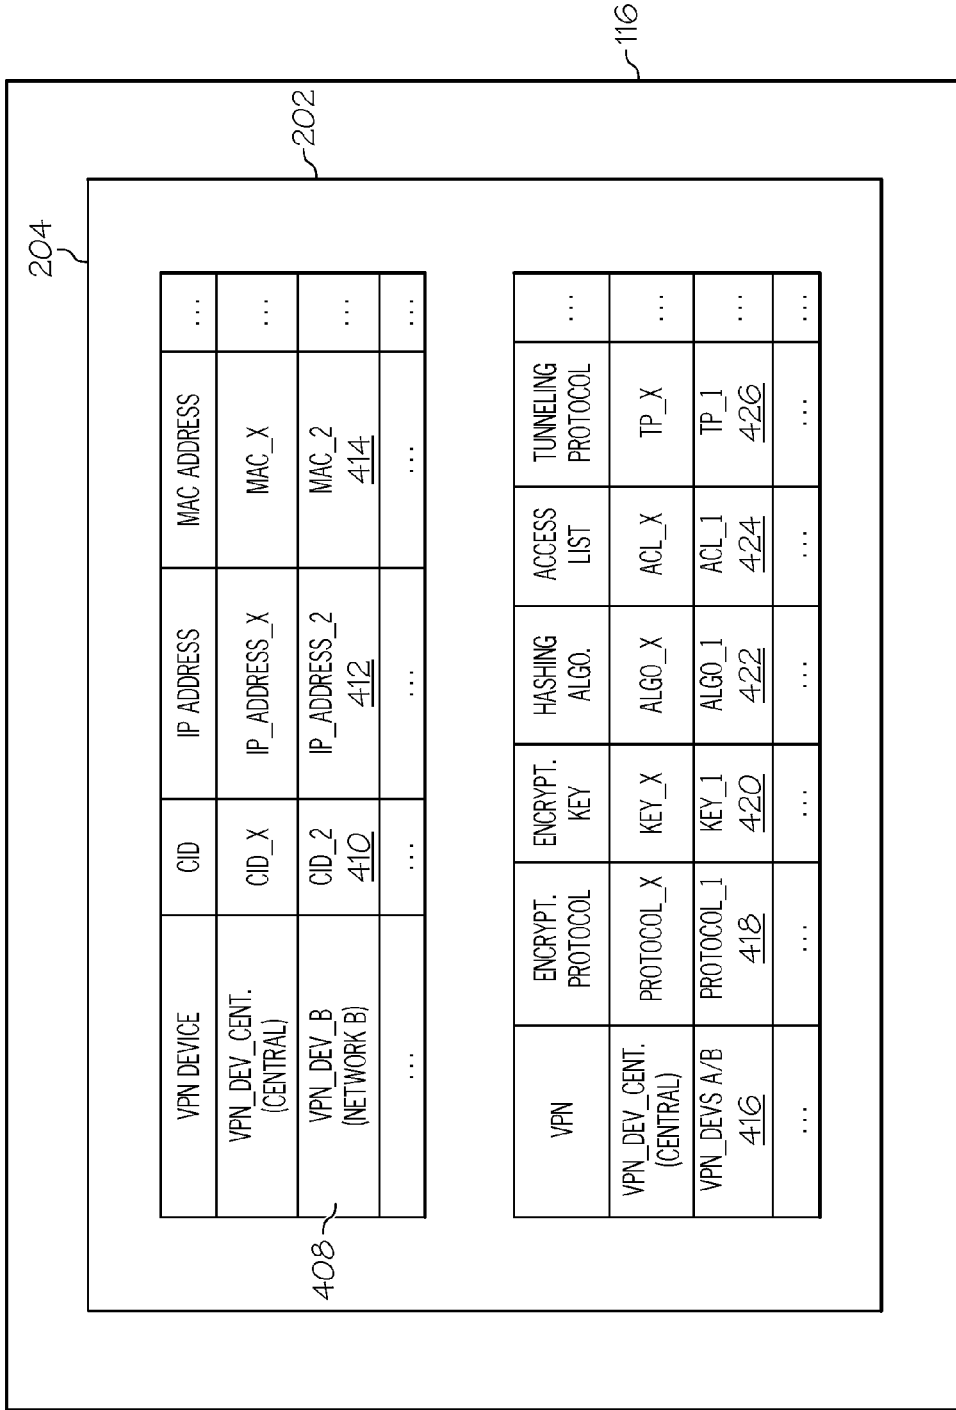 116
204
202
VPN DEVICE CID IP ADDRESS MAC ADDRESS ...
VPN_DEV_CENT. CID_X IP_ADDRESS_X MAC_X ...
(CENTRAL)
VPN_DEV_B CID_2 IP_ADDRESS_2 MAC_2 ...
(NETWORK B) 410 412 414
... ... ... ... ...
408
VPN ENCRYPT. ENCRYPT. HASHING ACCESS TUNNELING ...
PROTOCOL KEY ALGO. LIST PROTOCOL
VPN_DEV_CENT. PROTOCOL_X KEY_X ALGO_X ACL_X TP_X ...
(CENTRAL)
VPN_DEVS A/B PROTOCOL_1 KEY_1 ALGO_1 ACL_1 TP_1 ...
416 418 420 422 424 426
... ... ... ... ... ... ...